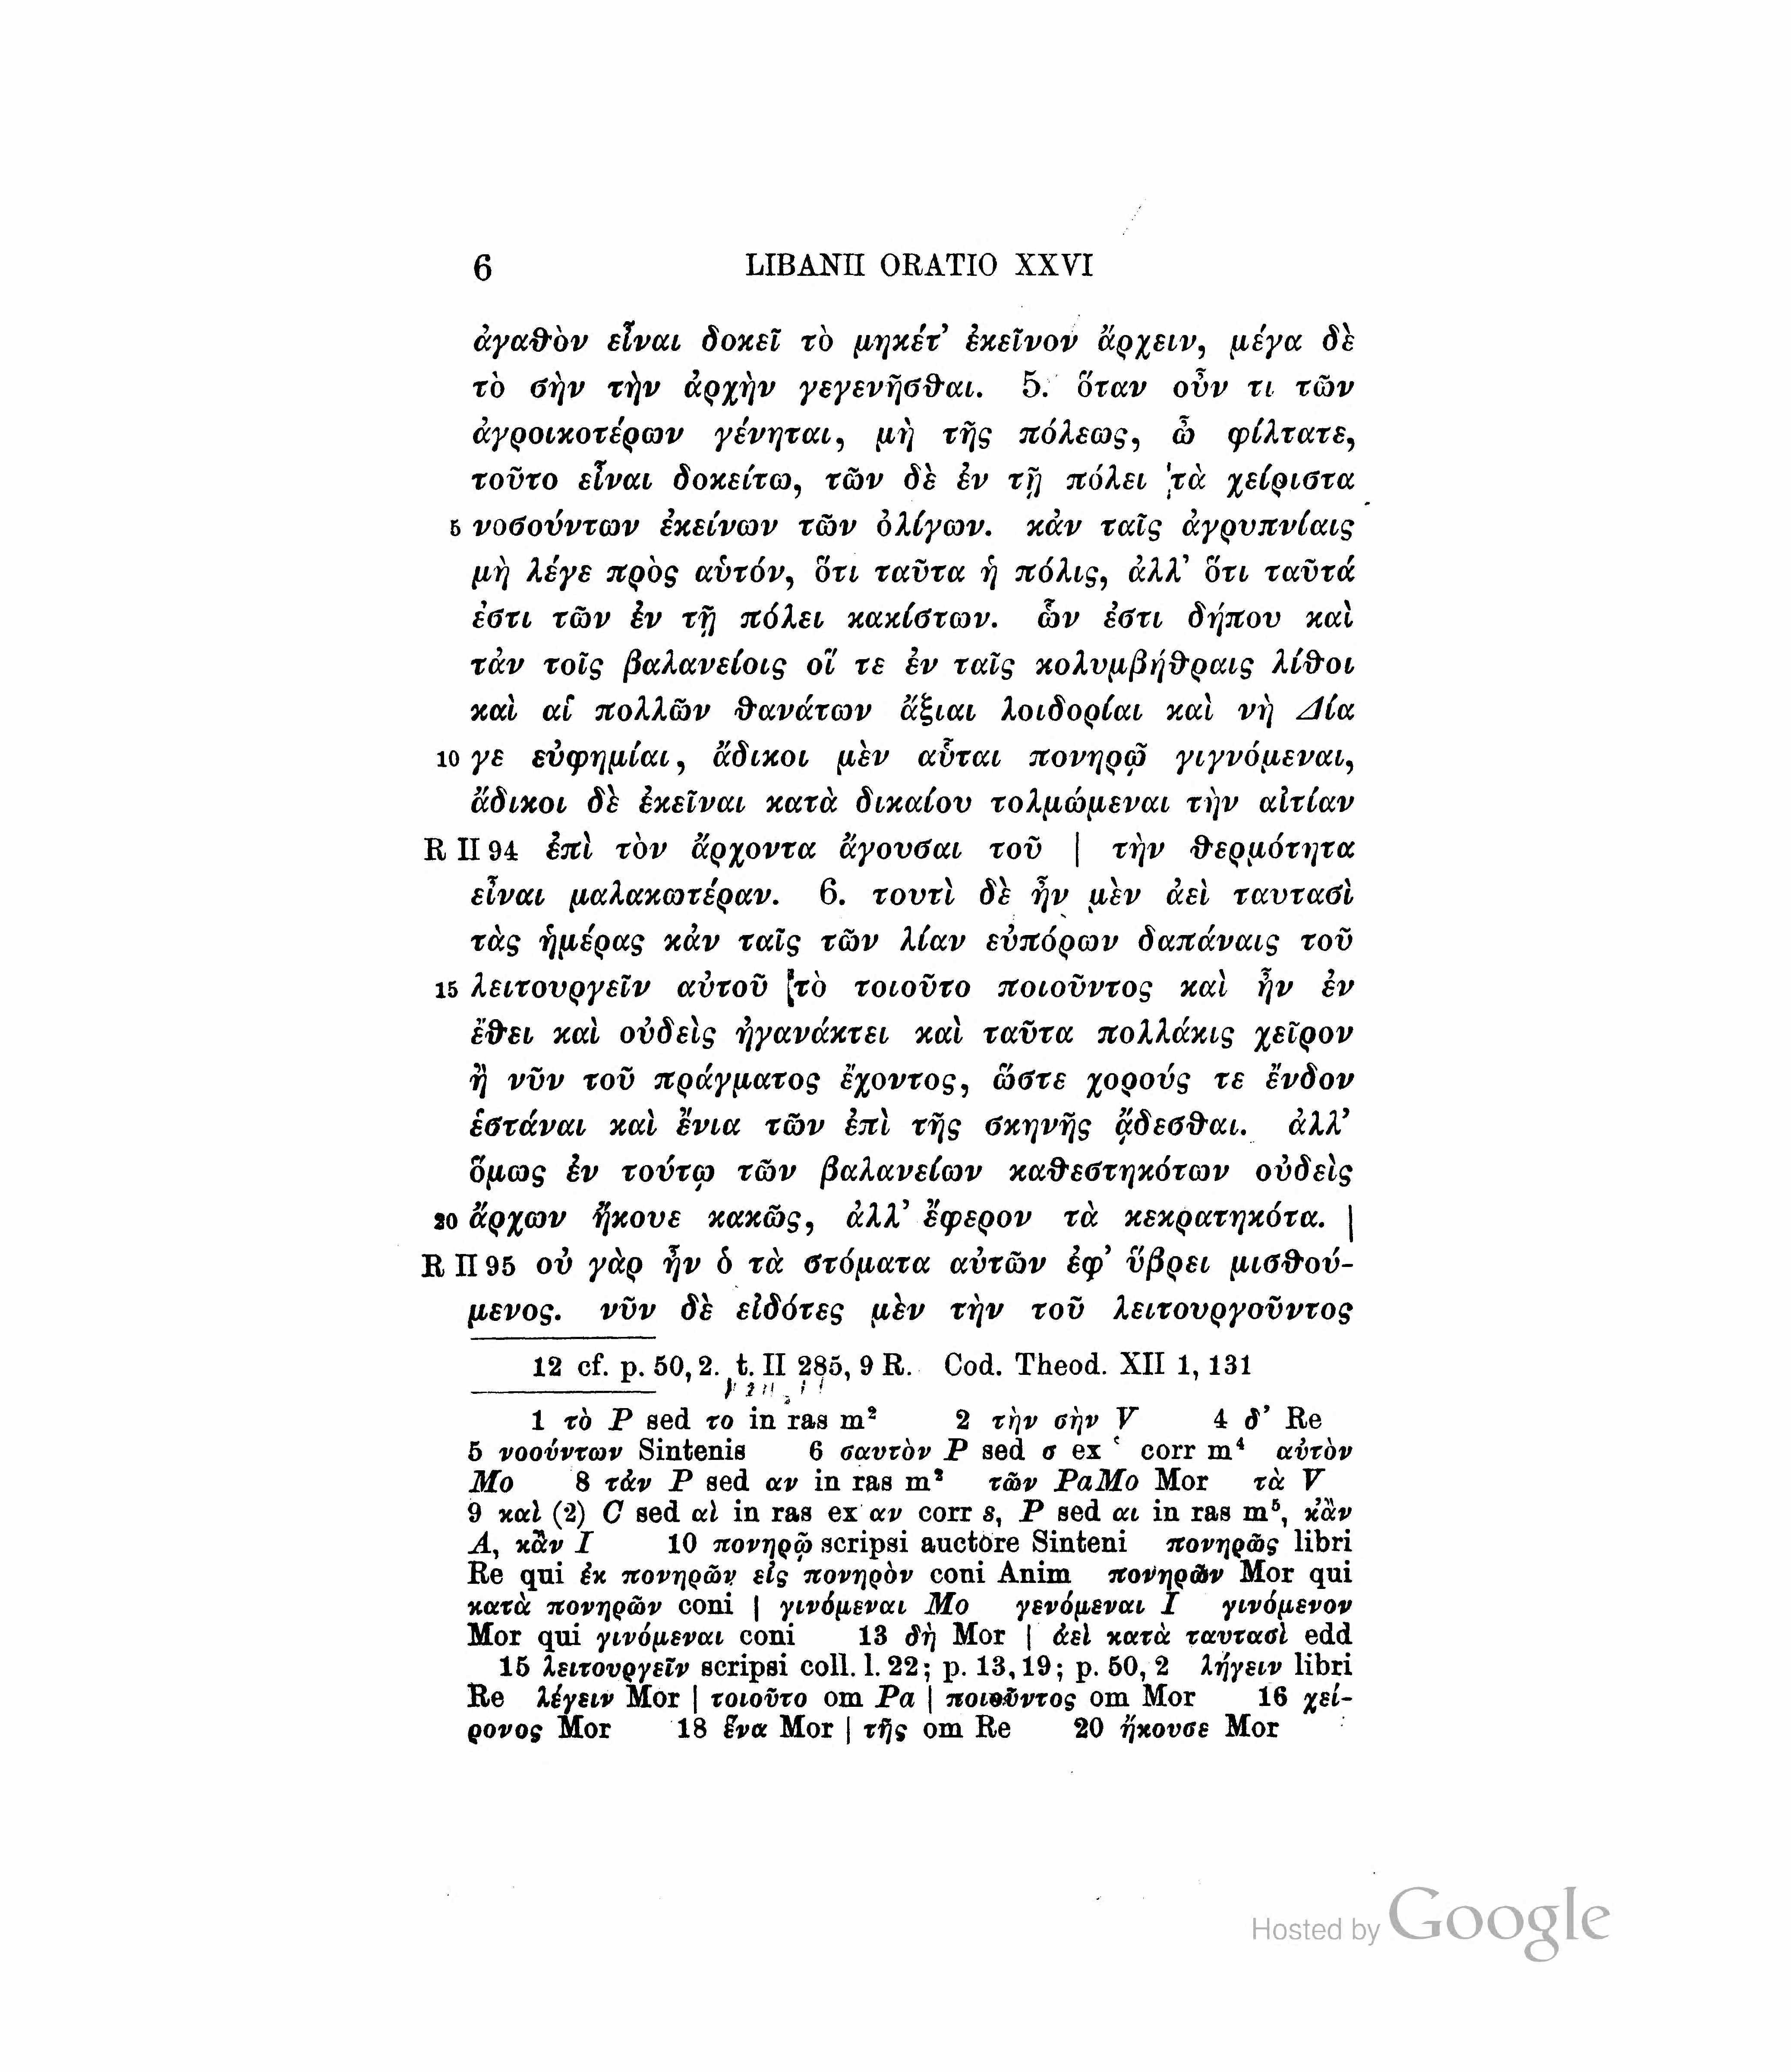 6 LIBANII ORATIO XXVI
ἀγαθὸν εἶναι δοκεῖ τὸ μηκέτ’ ἐκεῖνον ἄρχειν, μέγα δὲ
τὸ σὴν τὴν ἀρχὴν γεγενῆσθαι. 5. ὅταν οὖν τι τῶν
ἀγροικοτέρων γένηται, μὴ τῆς πόλεως, ὦ φίλτατε,
τοῦτο εἶναι δοκείτω, τῶν δὲ ἐν τῇ πόλει τὰ χείριστα
5 νοσούντων ἐκείνων τῶν ὀλίγων. κἀν ταῖς ἀγρυπνίαις
μὴ λέγε πρὸς αὑτόν, ὅτι ταῦτα ἡ πόλις, ἀλλ’ ὅτι ταῦτά
ἐστι τῶν ἐν τῇ πόλει κακίστων. ὧν ἐστι δήπου καὶ
τἀν τοῖς βαλανείοις οἵ τε ἐν ταῖς κολυμβήθραις λίθοι
καὶ αἱ πολλῶν θανάτων ἄξιαι λοιδορίαι καὶ νὴ Δία
10 γε εὐφημίαι, ἄδικοι μὲν αὗται πονηρῷ γιγνόμεναι,
ἄδικοι δὲ ἐκεῖναι κατὰ δικαίου τολμώμεναι τὴν αἰτίαν
R II 94 ἐπὶ τὸν ἄρχοντα ἄγουσαι τοῦ | τὴν θερμότητα
εἶναι μαλακωτέραν. 6. τουτὶ δὲ ἦν μὲν ἀεὶ ταυτασὶ
τὰς ἡμέρας κἀν ταῖς τῶν λίαν εὐπόρων δαπάναις τοῦ
15 λειτουργεῖν αὐτοῦ τὸ τοιοῦτο ποιοῦντος καὶ ἦν ἐν
ἔθει καὶ οὐδεὶς ἠγανάκτει καὶ ταῦτα πολλάκις χεῖρον
ἢ νῦν τοῦ πράγματος ἔχοντος, ὥστε χορούς τε ἔνδον
ἑστάναι καὶ ἔνια τῶν ἐπὶ τῆς σκηνῆς ᾄδεσθαι. ἀλλ’
ὅμως ἐν τούτῳ τῶν βαλανείων καθεστηκότων οὐδεὶς
20 ἄρχων ἤκουε κακῶς, ἀλλ’ ἔφερον τὰ κεκρατηκότα. |
R II 95 οὐ γὰρ ἦν ὁ τὰ στόματα αὐτῶν ἐφ’ ὕβρει μισθού-
μενος. νῦν δὲ εἰδότες μὲν τὴν τοῦ λειτουργοῦντος
12 cf. p. 50, 2. t. II 285, 9 R. Cod. Theod. XII 1, 131
1 τὸ P sed το in ras m² 2 τὴν σὴν V 4 δ’ Re
5 νοούντων Sintenis 6 σαυτὸν P sed σ ex ʿ corr m⁴ αὐτὸν
Mo 8 τἀν P sed αν in ras m² τῶν PaMo Mor τὰ V
9 καὶ (2) C sed αὶ in ras ex αν corr s, P sed αι in ras m⁵, κἂν
A, κἂν I 10 πονηρῷ scripsi auctore Sinteni πονηρῶς libri
Re qui ἐκ πονηρῶν εἰς πονηρὸν coni Anim πονηρῶν Mor qui
κατὰ πονηρῶν coni | γινόμεναι Mo γενόμεναι I γινόμενον
Mor qui γινόμεναι coni 13 δὴ Mor | ἀεὶ κατὰ ταυτασὶ edd
15 λειτουργεῖν scripsi coll. l. 22; p. 13, 19; p. 50, 2 λήγειν libri
Re λέγειν Mor | τοιοῦτο om Pa | ποιοῦντος om Mor 16 χεί-
ρονος Mor 18 ἕνα Mor | τῆς om Re 20 ἤκουσε Mor
Hosted by Google